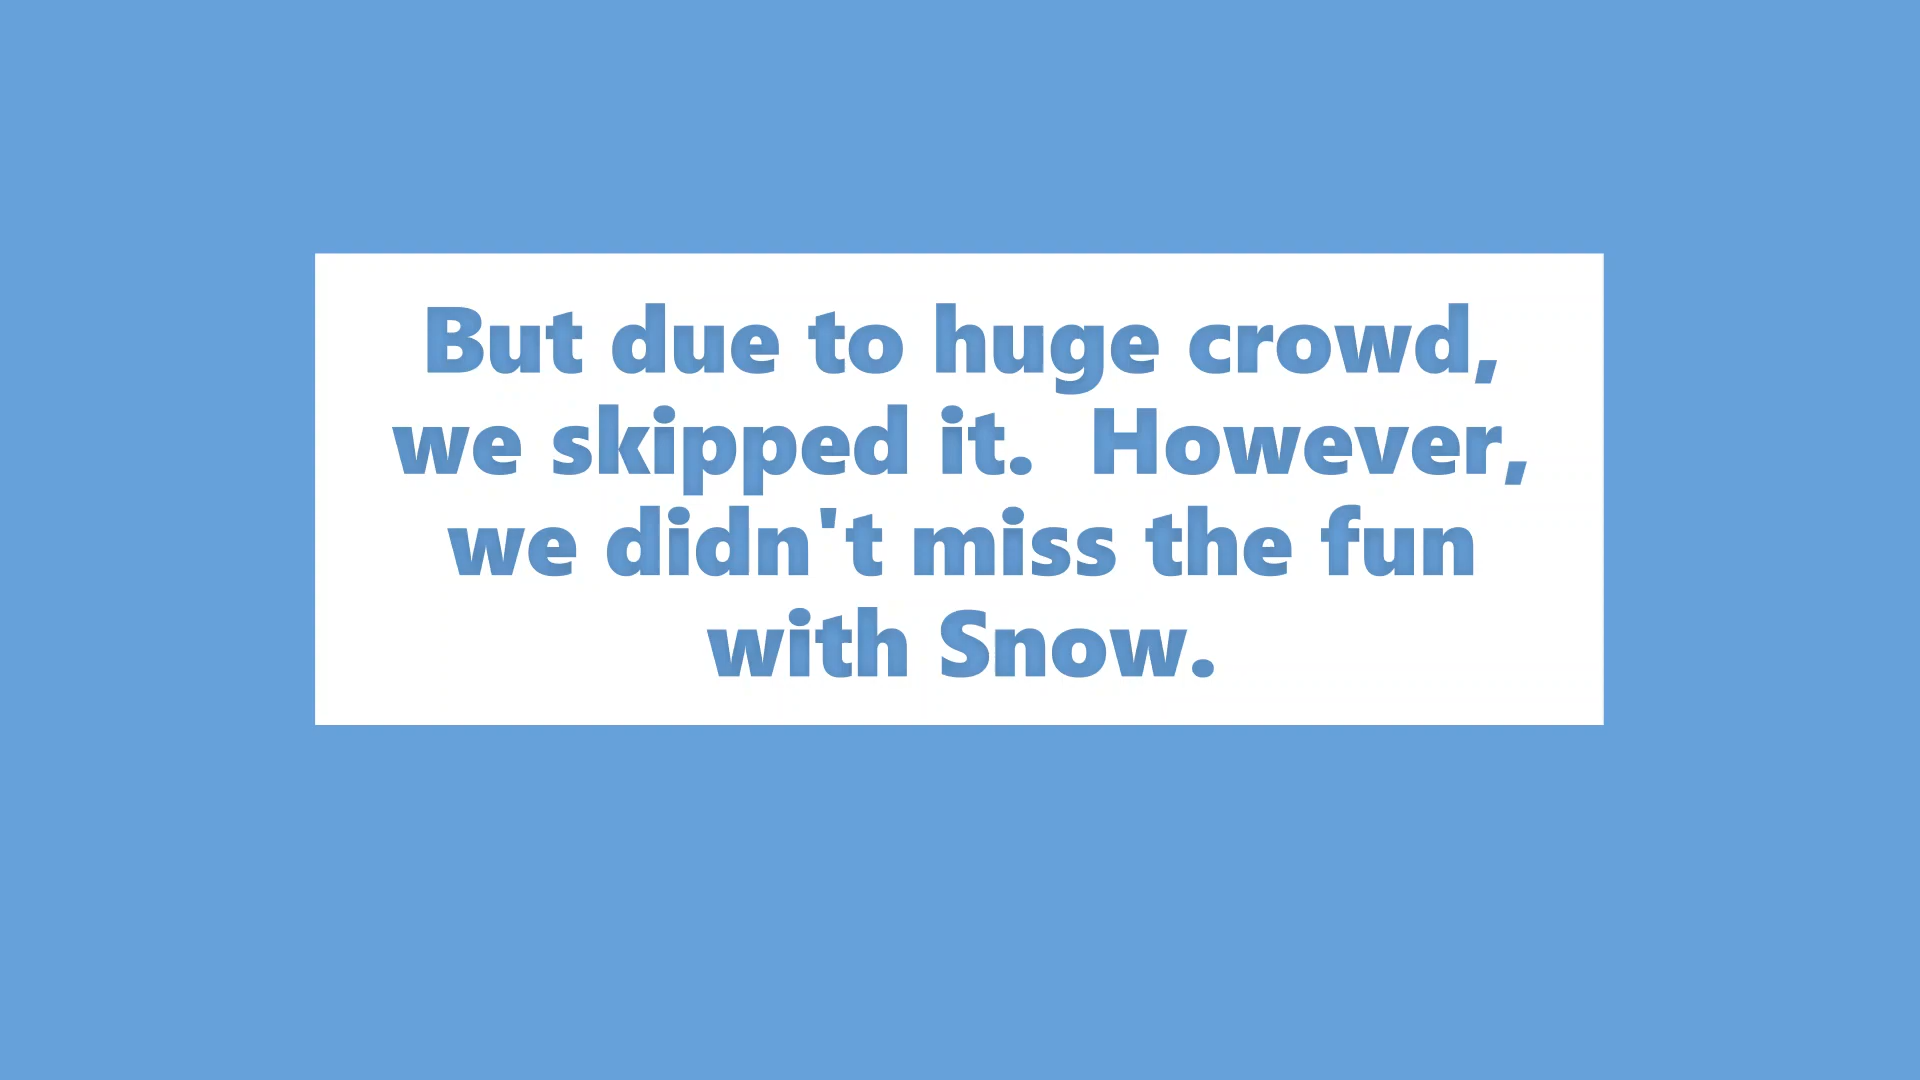 But due to huge crowd,
we skipped it.  However,
we didn't miss the fun
with Snow.